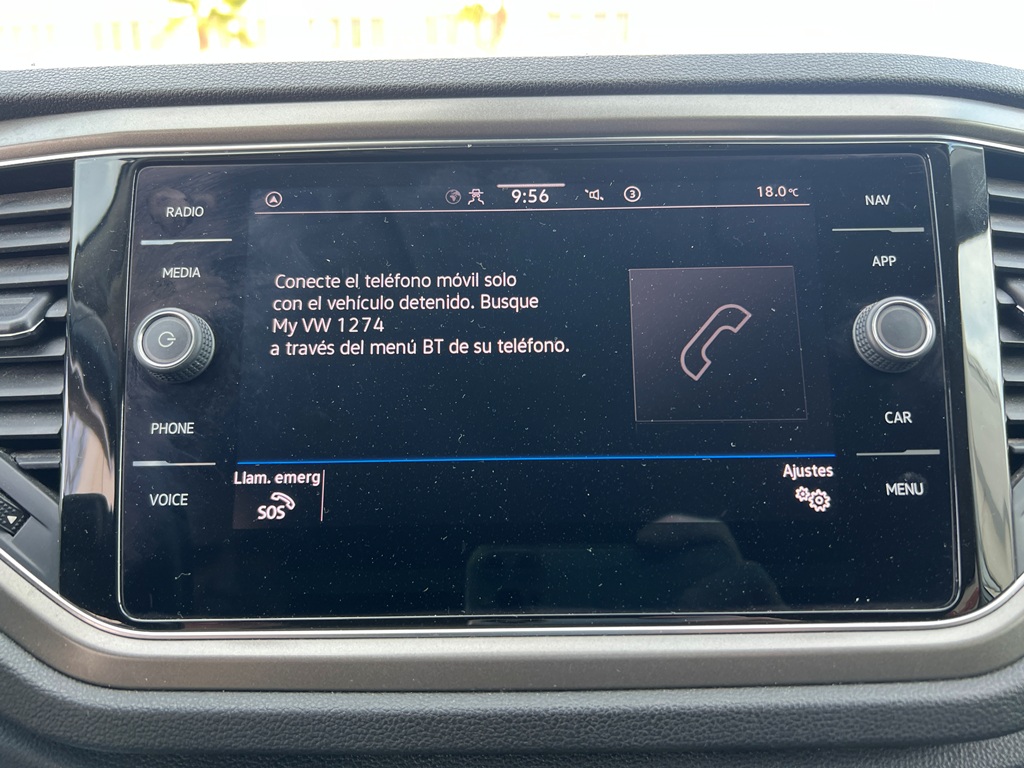 RADIO
MEDIA
PHONE
VOICE
9:56
3
18.0°C
Conecte el teléfono móvil solo
con el vehículo detenido. Busque
My VW 1274
a través del menú BT de su teléfono.
Llam. emerg
SOS
Ajustes
NAV
APP
CAR
MENU